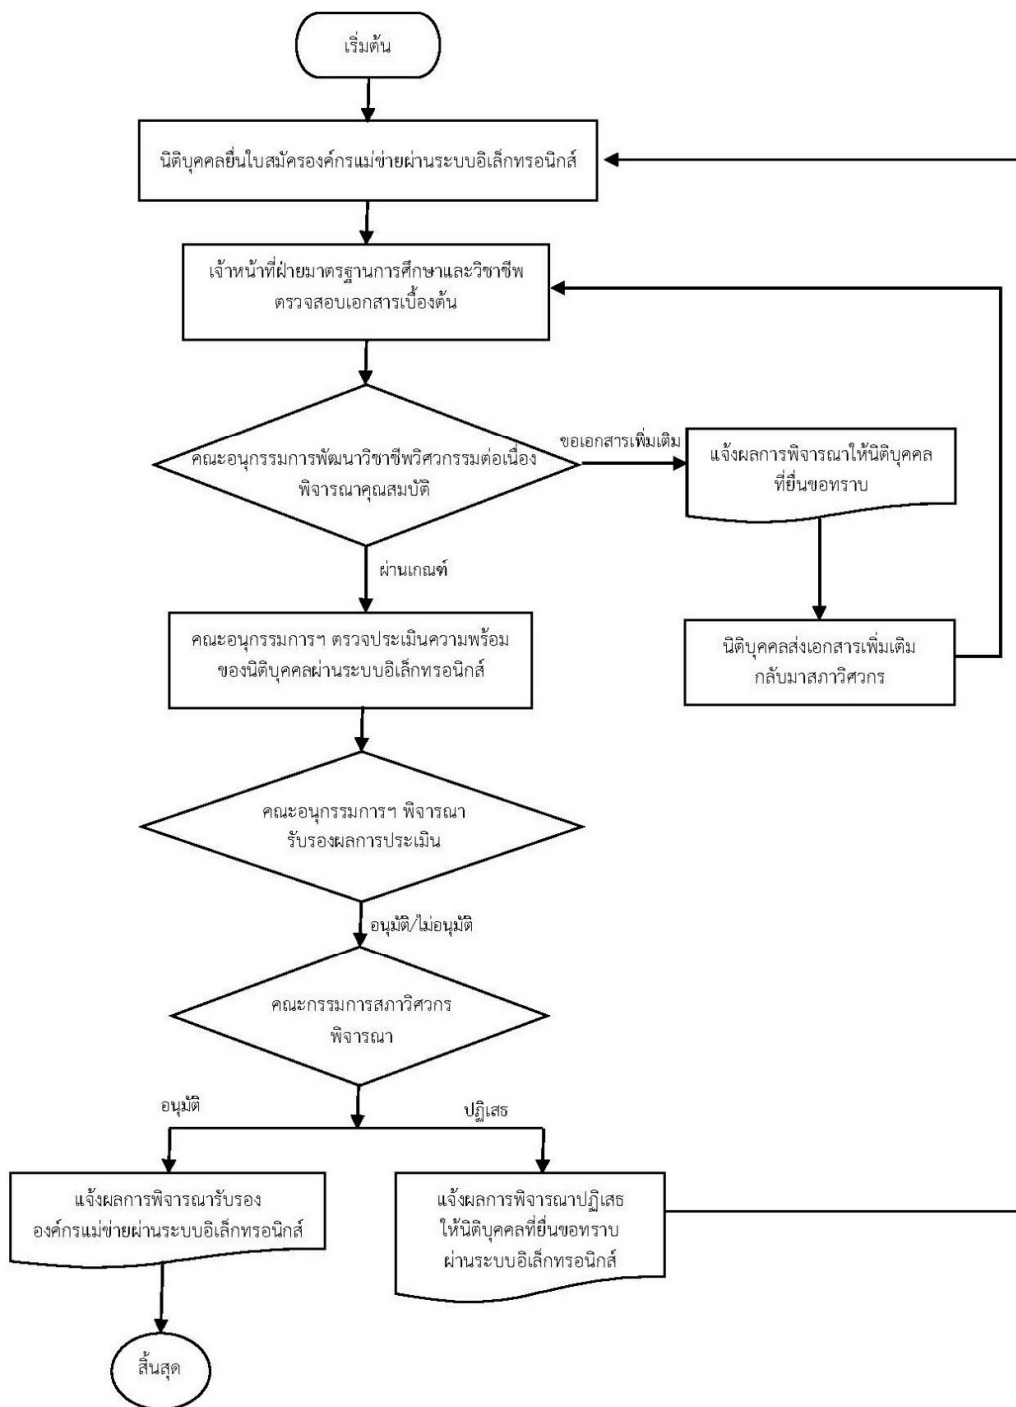 เริ่มต้น
นิติบุคคลยื่นใบสมัครองค์กรแม่ข่ายผ่านระบบอิเล็กทรอนิกส์
เจ้าหน้าที่ฝ่ายมาตรฐานการศึกษาและวิชาชีพ
ตรวจสอบเอกสารเบื้องต้น
คณะอนุกรรมการพัฒนาวิชาชีพวิศวกรรมต่อเนื่อง
พิจารณาคุณสมบัติ
ขอเอกสารเพิ่มเติม
แจ้งผลการพิจารณาให้นิติบุคคล
ที่ยื่นขอทราบ
ผ่านเกณฑ์
คณะอนุกรรมการฯ ตรวจประเมินความพร้อม
ของนิติบุคคลผ่านระบบอิเล็กทรอนิกส์
นิติบุคคลส่งเอกสารเพิ่มเติม
กลับมาสภาวิศวกร
คณะอนุกรรมการฯ พิจารณา
รับรองผลการประเมิน
อนุมัติ/ไม่อนุมัติ
คณะกรรมการสภาวิศวกร
พิจารณา
อนุมัติ
ปฏิเสธ
แจ้งผลการพิจารณารับรอง
องค์กรแม่ข่ายผ่านระบบอิเล็กทรอนิกส์
แจ้งผลการพิจารณาปฏิเสธ
ให้นิติบุคคลที่ยื่นขอทราบ
ผ่านระบบอิเล็กทรอนิกส์
สิ้นสุด